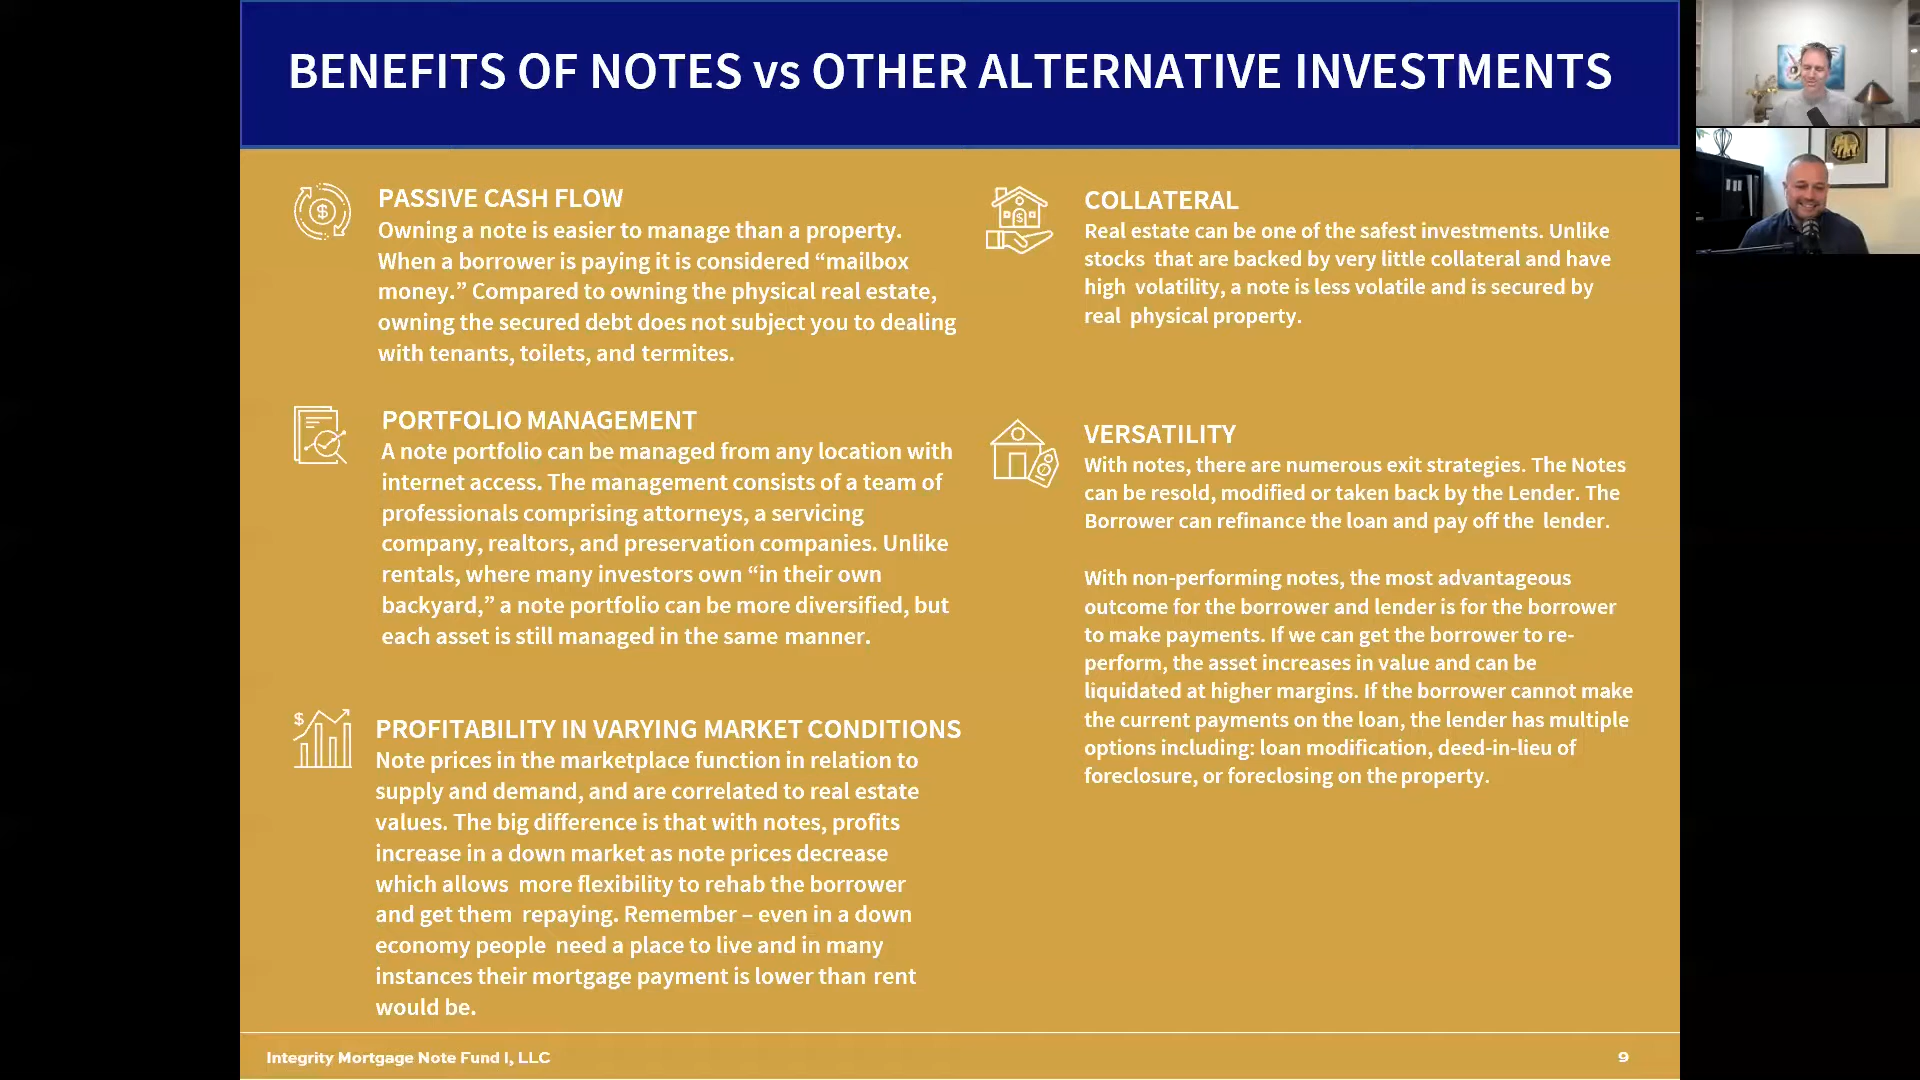 BENEFITS OF NOTES vs OTHER ALTERNATIVE INVESTMENTS
PASSIVE CASH FLOW
Owning a note is easier to manage than a property.
When a borrower is paying it is considered “mailbox
money.” Compared to owning the physical real estate,
owning the secured debt does not subject you to dealing
with tenants, toilets, and termites.
PORTFOLIO MANAGEMENT
A note portfolio can be managed from any location with
internet access. The management consists of a team of
professionals comprising attorneys, a servicing
company, realtors, and preservation companies. Unlike
rentals, where many investors own “in their own
backyard,” a note portfolio can be more diversified, but
each asset is still managed in the same manner.
PROFITABILITY IN VARYING MARKET CONDITIONS
Note prices in the marketplace function in relation to
supply and demand, and are correlated to real estate
values. The big difference is that with notes, profits
increase in a down market as note prices decrease
which allows more flexibility to rehab the borrower
and get them repaying. Remember – even in a down
economy people need a place to live and in many
instances their mortgage payment is lower than rent
would be.
COLLATERAL
Real estate can be one of the safest investments. Unlike
stocks that are backed by very little collateral and have
high volatility, a note is less volatile and is secured by
real physical property.
VERSATILITY
With notes, there are numerous exit strategies. The Notes
can be resold, modified or taken back by the Lender. The
Borrower can refinance the loan and pay off the lender.
With non-performing notes, the most advantageous
outcome for the borrower and lender is for the borrower
to make payments. If we can get the borrower to re-
perform, the asset increases in value and can be
liquidated at higher margins. If the borrower cannot make
the current payments on the loan, the lender has multiple
options including: loan modification, deed-in-lieu of
foreclosure, or foreclosing on the property.
Integrity Mortgage Note Fund I, LLC
9